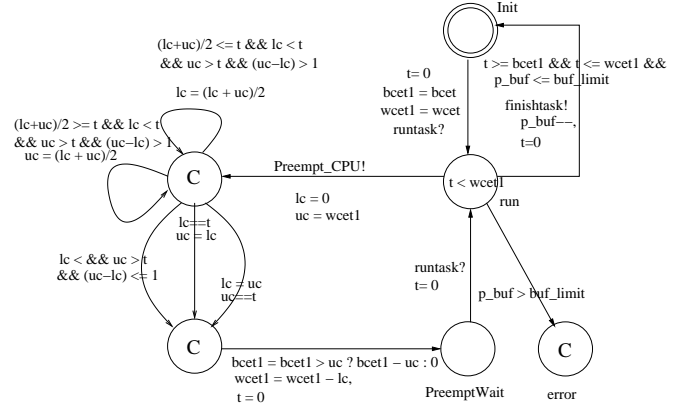 Init
(lc+uc)/2 <= t && lc < t
&& uc > t && (uc−lc) > 1
lc = (lc + uc)/2
t= 0
bcet1 = bcet
wcet1 = wcet
runtask?
t >= bcet1 && t <= wcet1 &&
p_buf <= buf_limit
finishtask!
p_buf−−,
t=0
(lc+uc)/2 >= t && lc < t
&& uc > t && (uc−lc) > 1
uc = (lc + uc)/2
C
Preempt_CPU!
lc = 0
uc = wcet1
t < wcet1
run
lc==t
uc = lc
lc < && uc > t
&& (uc−lc) <= 1
lc = uc
uc==t
runtask?
t= 0
p_buf > buf_limit
C
C
bcet1 = bcet1 > uc ? bcet1 − uc : 0
wcet1 = wcet1 − lc,
t = 0
PreemptWait
error